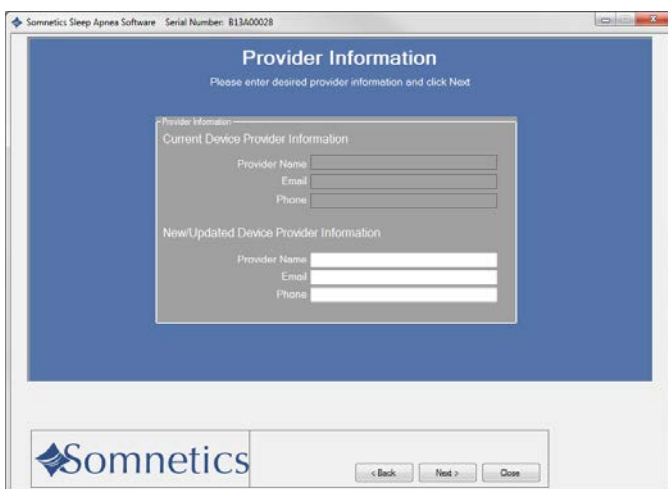 Somnetics Sleep Apnea Software Serial Number: B13A00028
Provider Information
Please enter desired provider information and click Next
Provider Information
Current Device Provider Information
Provider Name
Email
Phone
New/Updated Device Provider Information
Provider Name
Email
Phone
Somnetics
< Back Next > Close